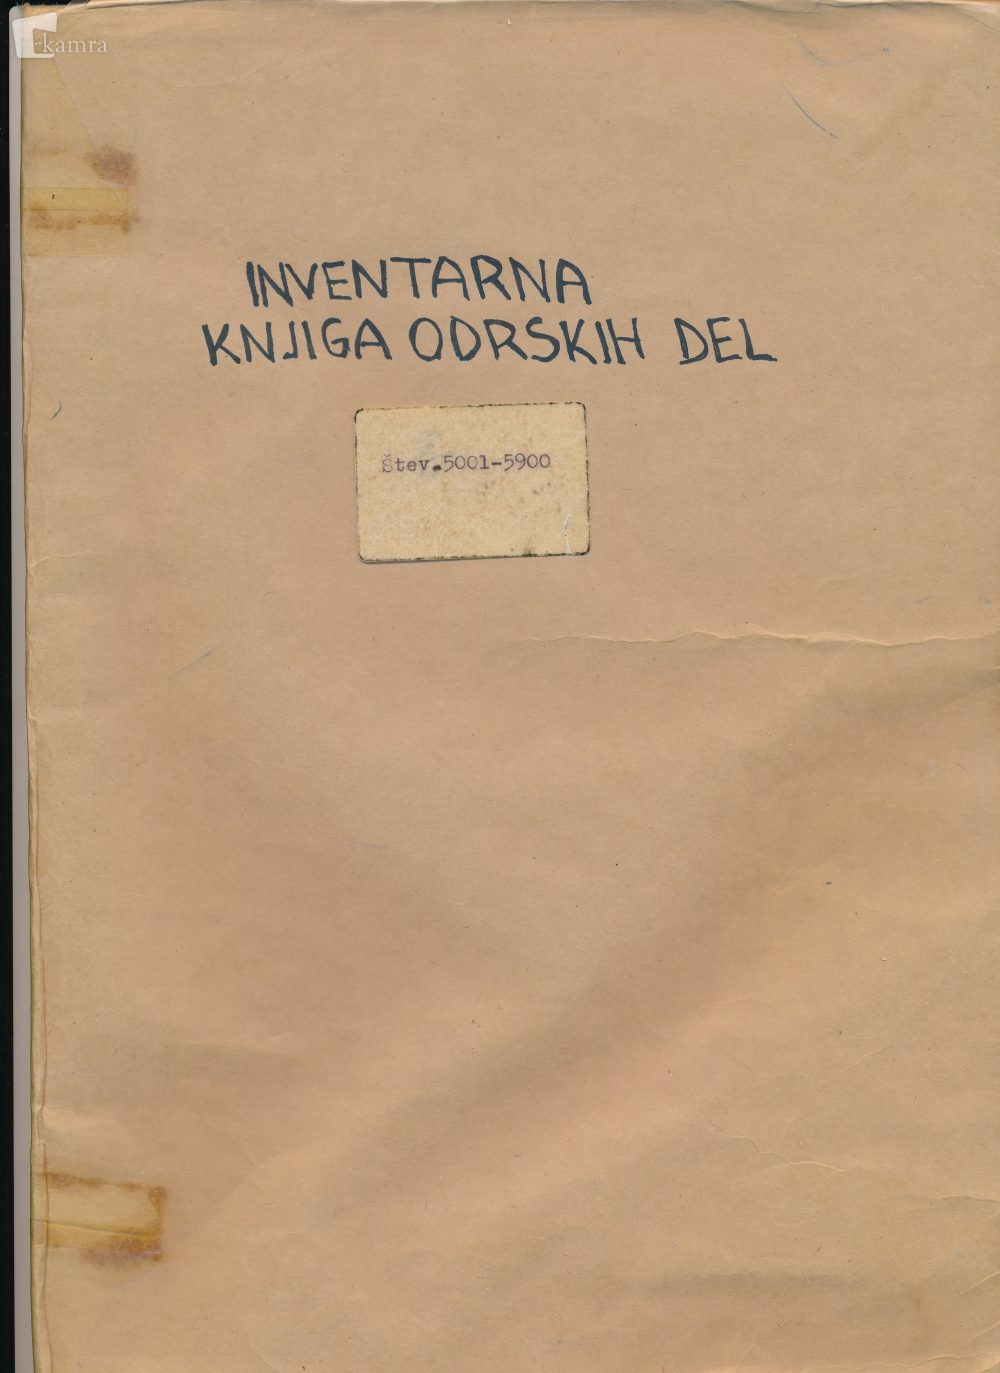 kamra
INVENTARNA
KNJIGA ODRSKIH DEL
Štev.5001-5900